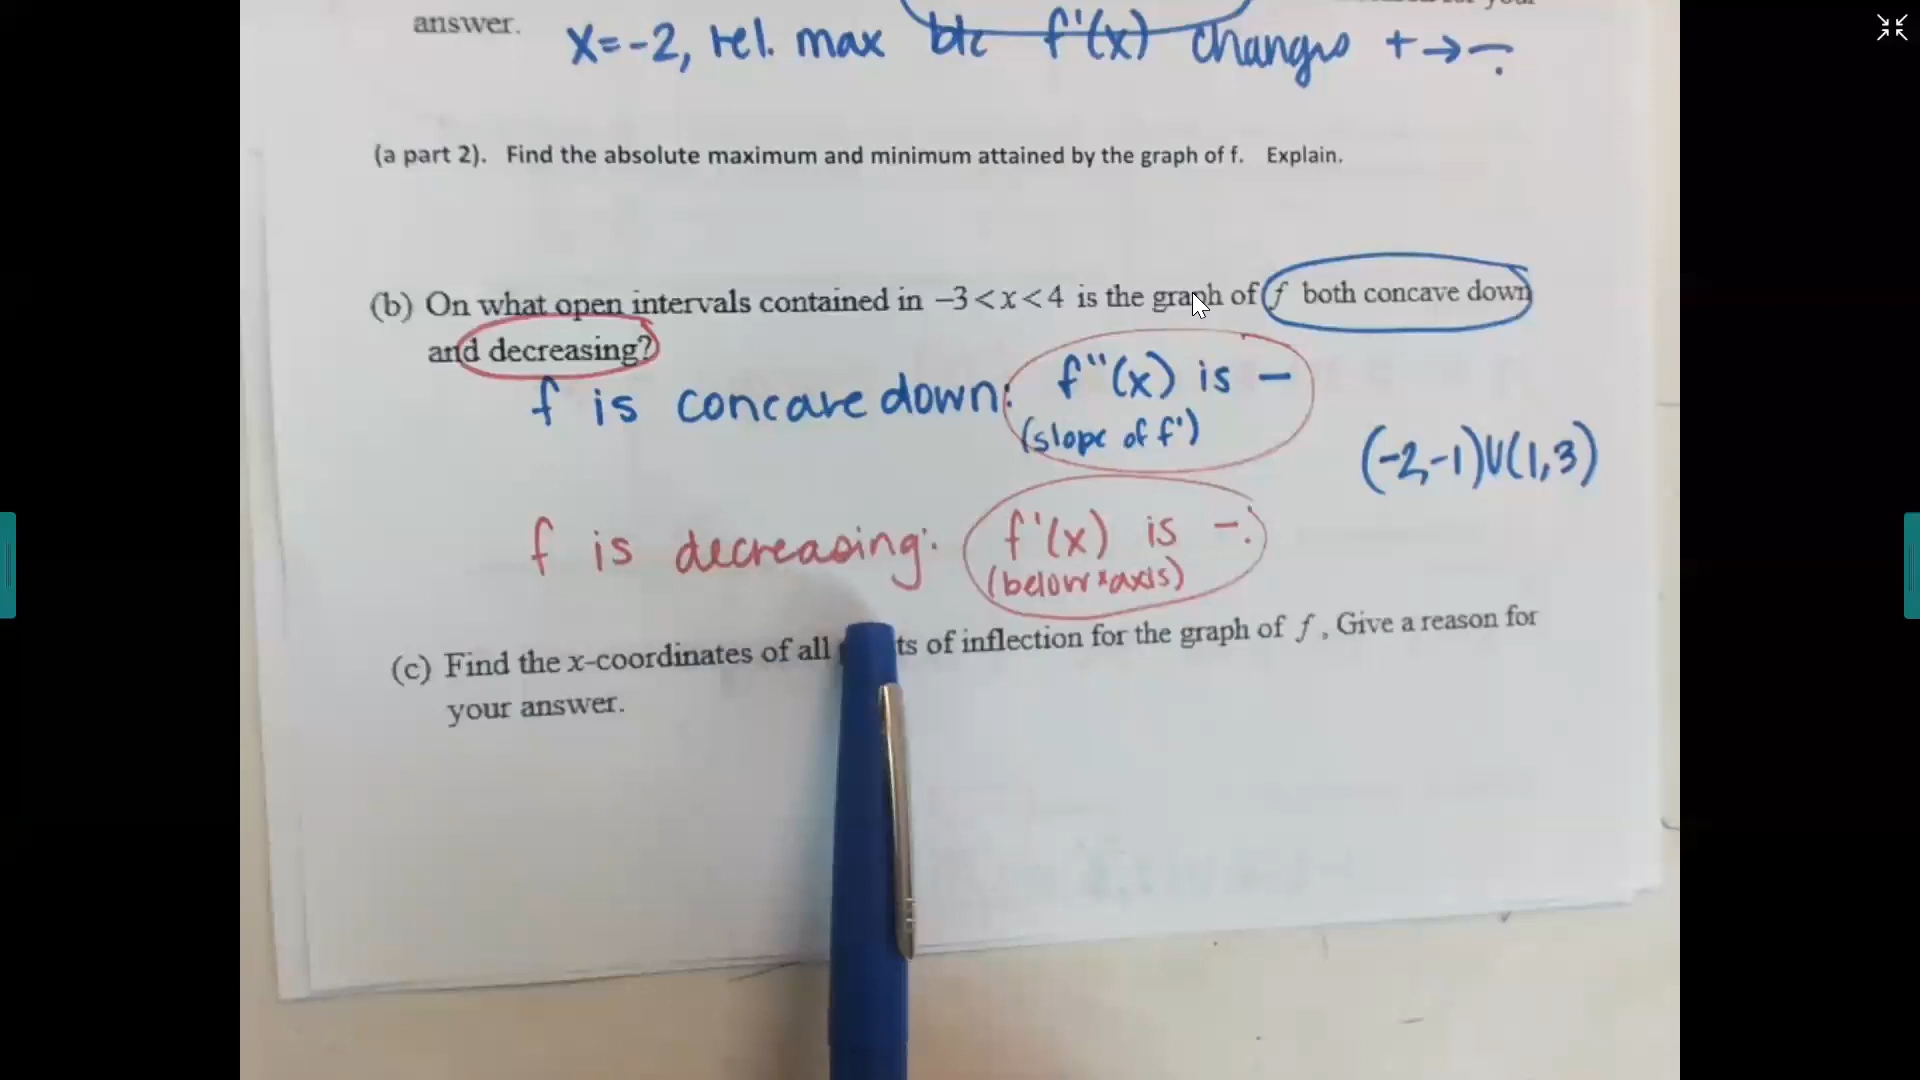 answer.
x=-2, rel. max b/c f'(x) changes + → -.
(a part 2). Find the absolute maximum and minimum attained by the graph of f. Explain.
(b) On what open intervals contained in −3<x<4 is the graph of f both concave down
and decreasing?
f is concave down: f"(x) is -
(slope of f')
(-2,-1)U(1,3)
f is decreasing: f'(x) is -.
(below x axis)
(c) Find the x-coordinates of all of inflection for the graph of f, Give a reason for
your answer.